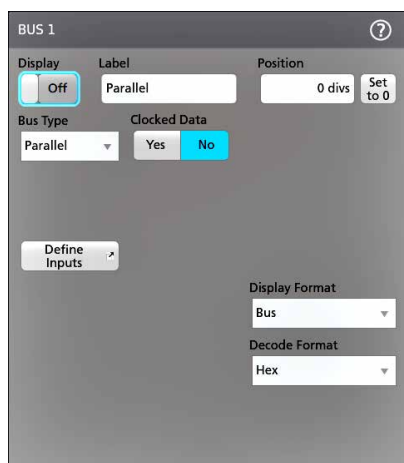 BUS 1
?
Display Label Position
Off Parallel 0 divs Set
to 0
Bus Type Clocked Data
Parallel Yes No
Define
Inputs
Display Format
Bus
Decode Format
Hex